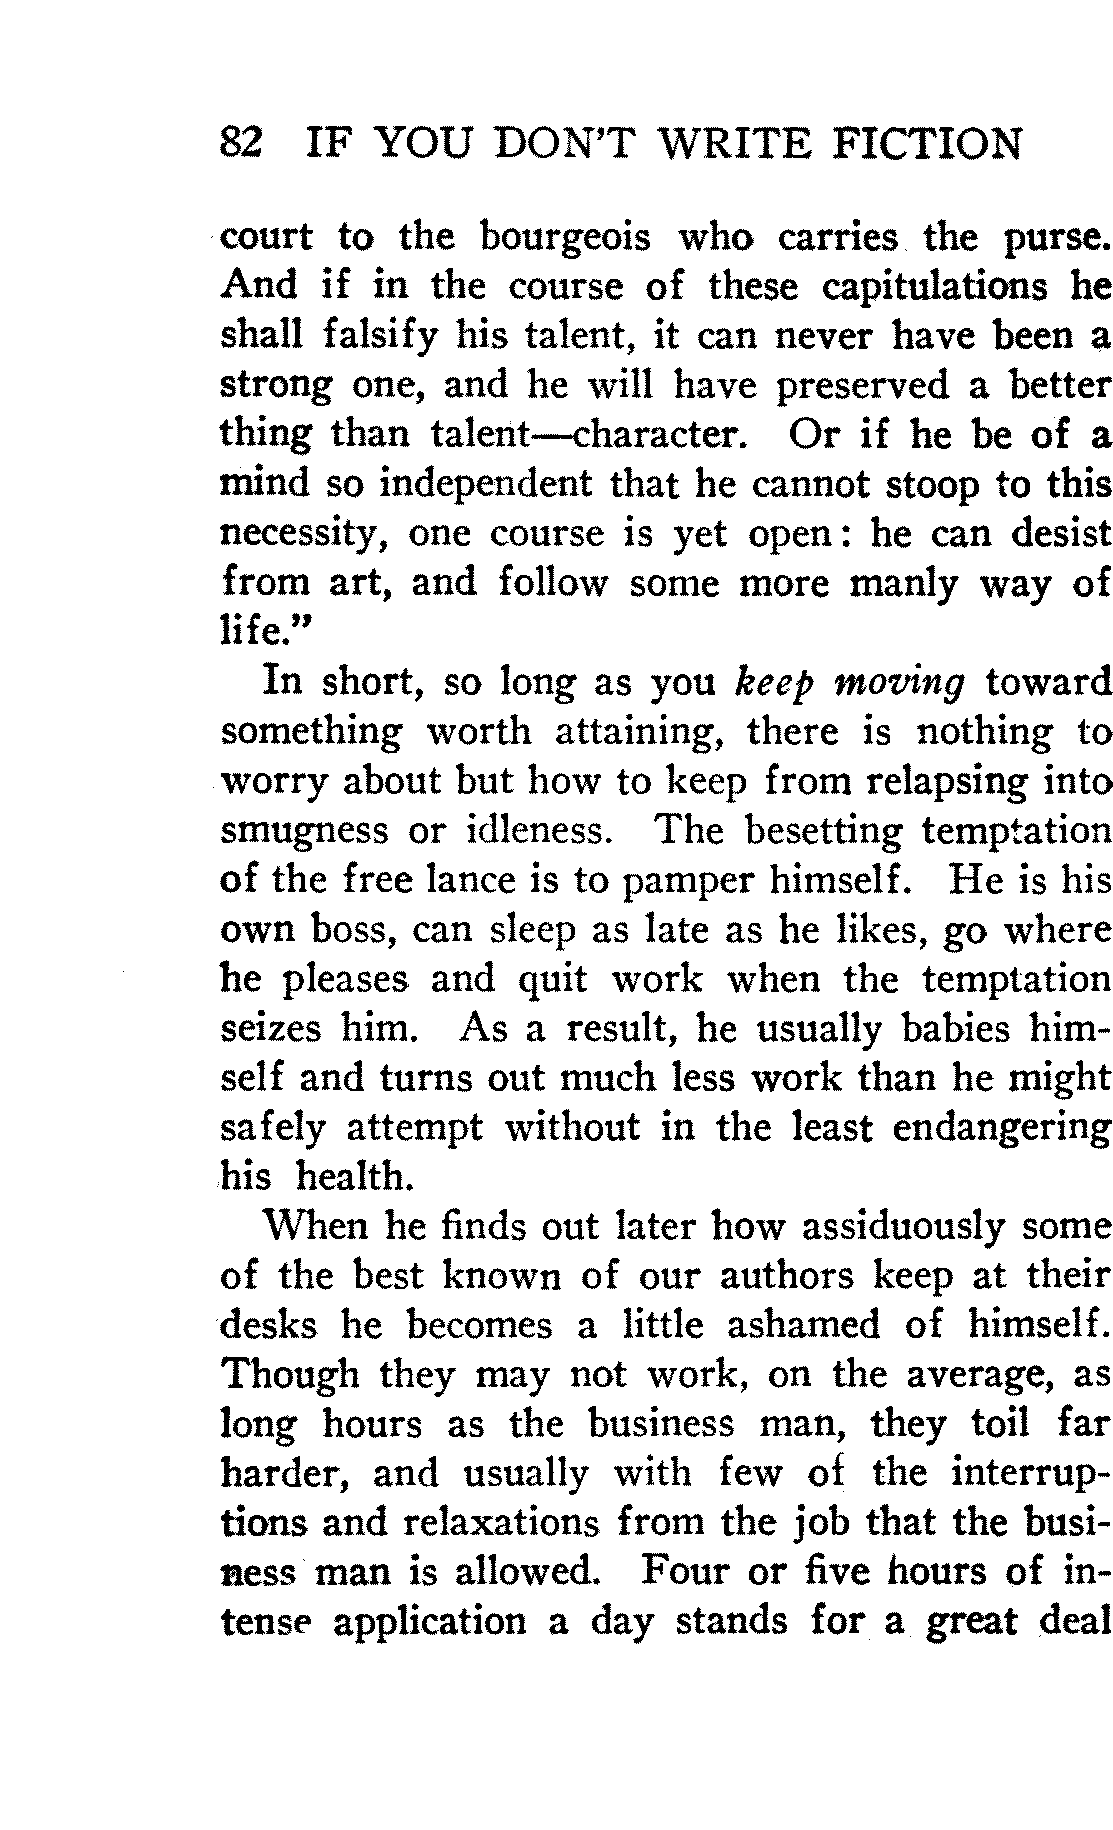 82 IF YOU DON'T WRITE FICTION
court to the bourgeois who carries the purse.
And if in the course of these capitulations he
shall falsify his talent, it can never have been a
strong one, and he will have preserved a better
thing than talent—character. Or if he be of a
mind so independent that he cannot stoop to this
necessity, one course is yet open: he can desist
from art, and follow some more manly way of
life."
In short, so long as you keep moving toward
something worth attaining, there is nothing to
worry about but how to keep from relapsing into
smugness or idleness. The besetting temptation
of the free lance is to pamper himself. He is his
own boss, can sleep as late as he likes, go where
he pleases and quit work when the temptation
seizes him. As a result, he usually babies him-
self and turns out much less work than he might
safely attempt without in the least endangering
his health.
When he finds out later how assiduously some
of the best known of our authors keep at their
desks he becomes a little ashamed of himself.
Though they may not work, on the average, as
long hours as the business man, they toil far
harder, and usually with few of the interrup-
tions and relaxations from the job that the busi-
ness man is allowed. Four or five hours of in-
tense application a day stands for a great deal